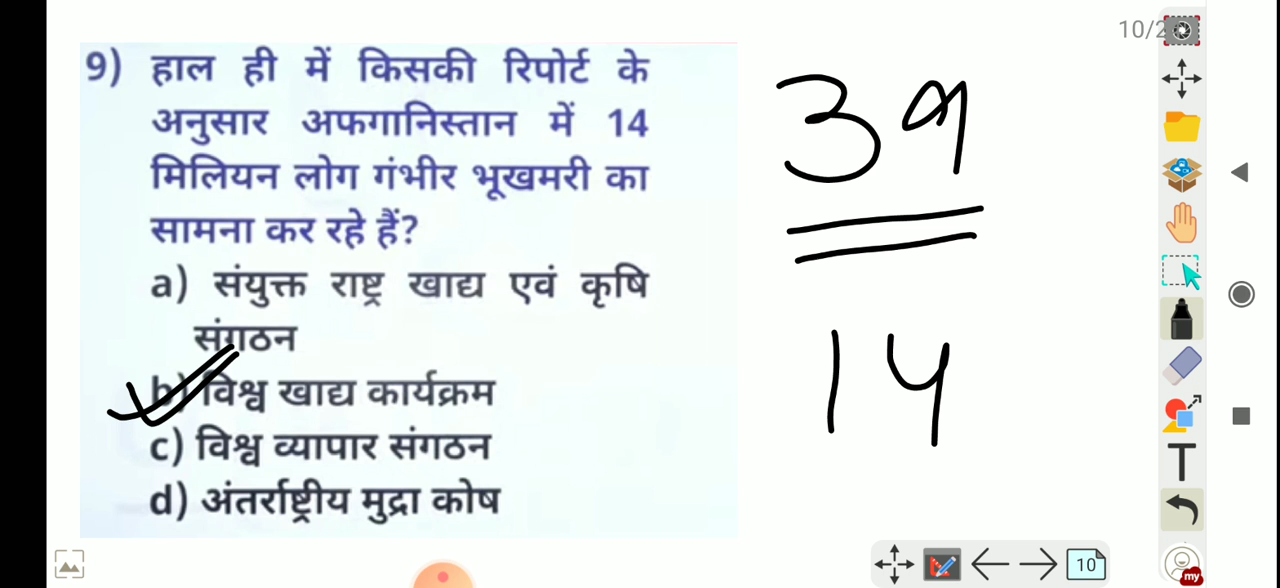 10/2
9) हाल ही में किसकी रिपोर्ट के
अनुसार अफगानिस्तान में 14
मिलियन लोग गंभीर भूखमरी का
सामना कर रहे हैं?
a) संयुक्त राष्ट्र खाद्य एवं कृषि
संगठन
b) विश्व खाद्य कार्यक्रम
c) विश्व व्यापार संगठन
d) अंतर्राष्ट्रीय मुद्रा कोष
39
14
T
10
my